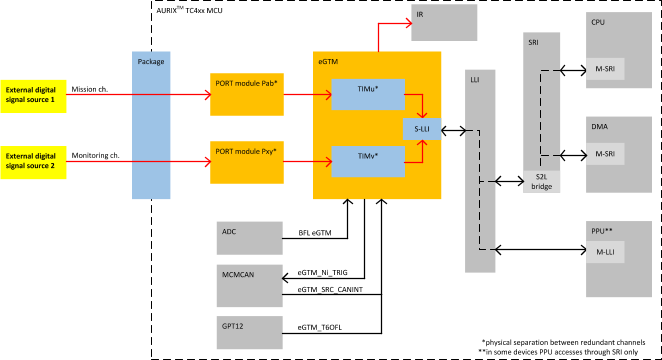 AURIX™ TC4xx MCU
IR
CPU
Package
eGTM
SRI
LLI
M-SRI
External digital
signal source 1
Mission ch.
PORT module Pab*
TIMu*
S-LLI
DMA
External digital
signal source 2
Monitoring ch.
PORT module Pxy*
TIMv*
M-SRI
S2L
bridge
ADC
BFL eGTM
PPU**
M-LLI
MCMCAN
eGTM_Ni_TRIG
eGTM_SRC_CANINT
GPT12
eGTM_T6OFL
*physical separation between redundant channels
**in some devices PPU accesses through SRI only